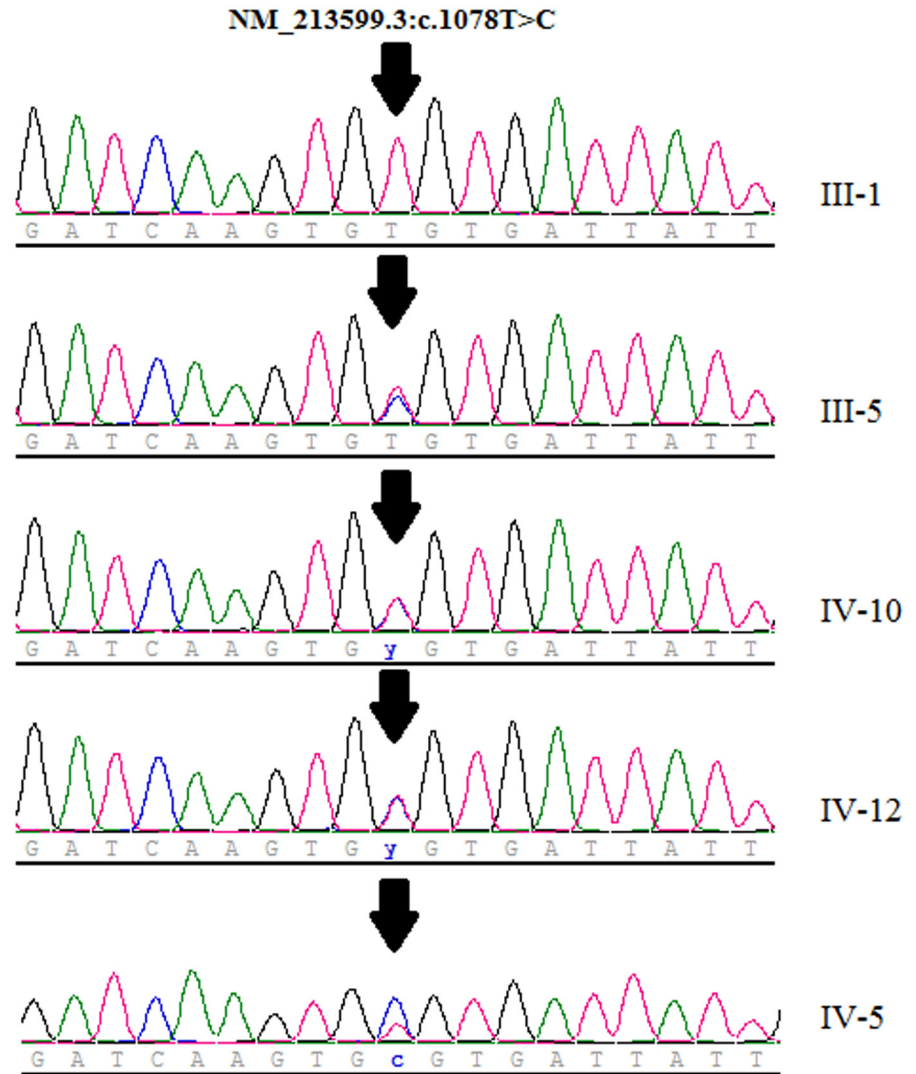 NM_213599.3:c.1078T>C
III-1
G A T C A A G T G T G T G A T T A T T
III-5
G A T C A A G T G T G T G A T T A T T
IV-10
G A T C A A G T G y G T G A T T A T T
IV-12
G A T C A A G T G y G T G A T T A T T
IV-5
G A T C A A G T G c G T G A T T A T T